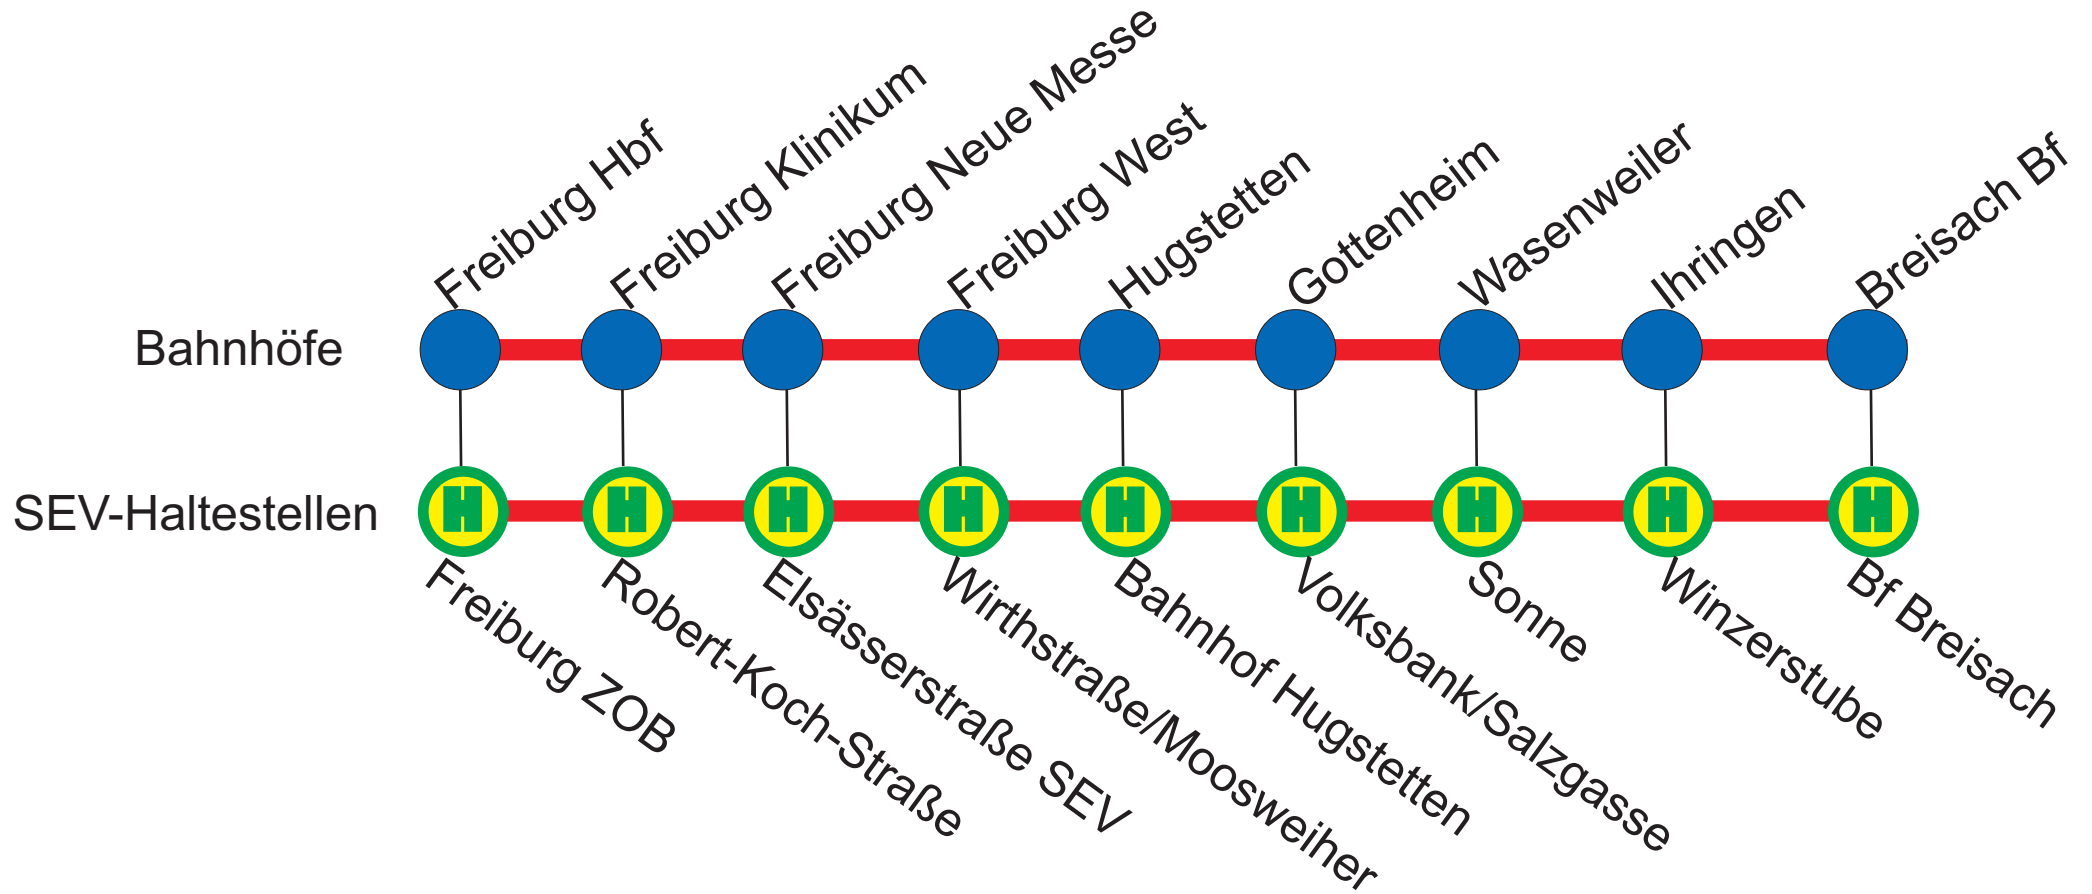 Freiburg Hbf
Freiburg Klinikum
Freiburg Neue Messe
Freiburg West
Hugstetten
Gottenheim
Wasenweiler
Ihringen
Breisach Bf
Bahnhöfe
SEV-Haltestellen
H
H
H
H
H
H
H
H
H
Freiburg ZOB
Robert-Koch-Straße
Elsässerstraße SEV
Wirthstraße/Moosweiher
Bahnhof Hugstetten
Volksbank/Salzgasse
Sonne
Winzerstube
Bf Breisach